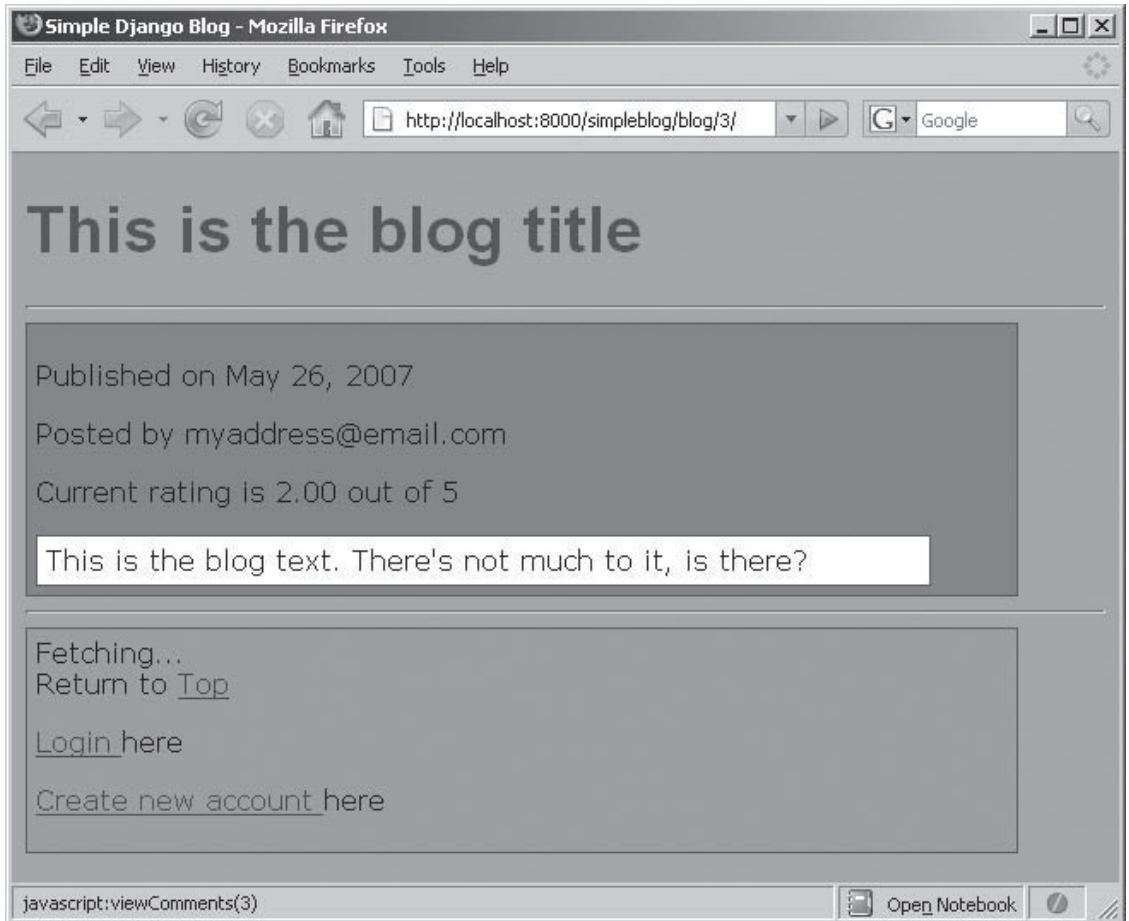 Simple Django Blog - Mozilla Firefox
File Edit View History Bookmarks Tools Help
http://localhost:8000/simpleblog/blog/3/ G Google
This is the blog title
Published on May 26, 2007
Posted by myaddress@email.com
Current rating is 2.00 out of 5
This is the blog text. There's not much to it, is there?
Fetching...
Return to Top
Login here
Create new account here
javascript:viewComments(3) Open Notebook